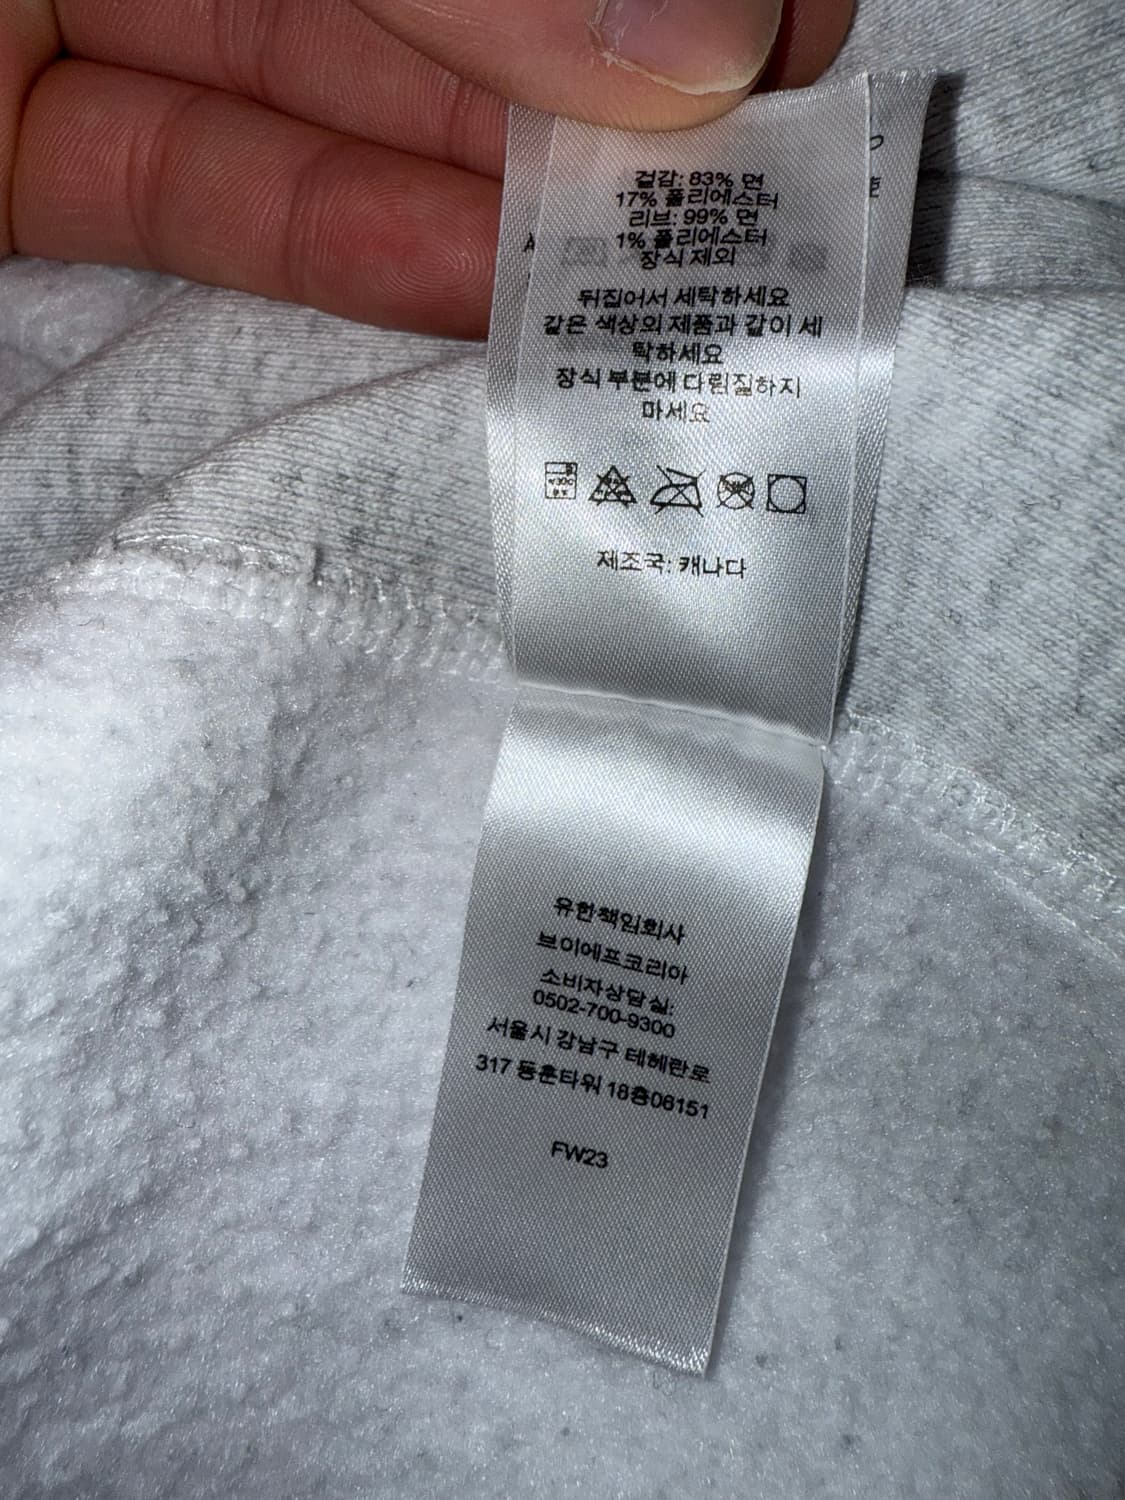 겉감: 83% 면
17% 폴리에스터
리브: 99% 면
1% 폴리에스터
장식 제외
뒤집어서 세탁하세요
같은 색상의 제품과 같이 세
탁하세요
장식 부분에 다림질하지
마세요
제조국: 캐나다
유한책임회사
브이에프코리아
소비자상담실:
0502-700-9300
서울시 강남구 테헤란로
317 동훈타워 18층06151
FW23